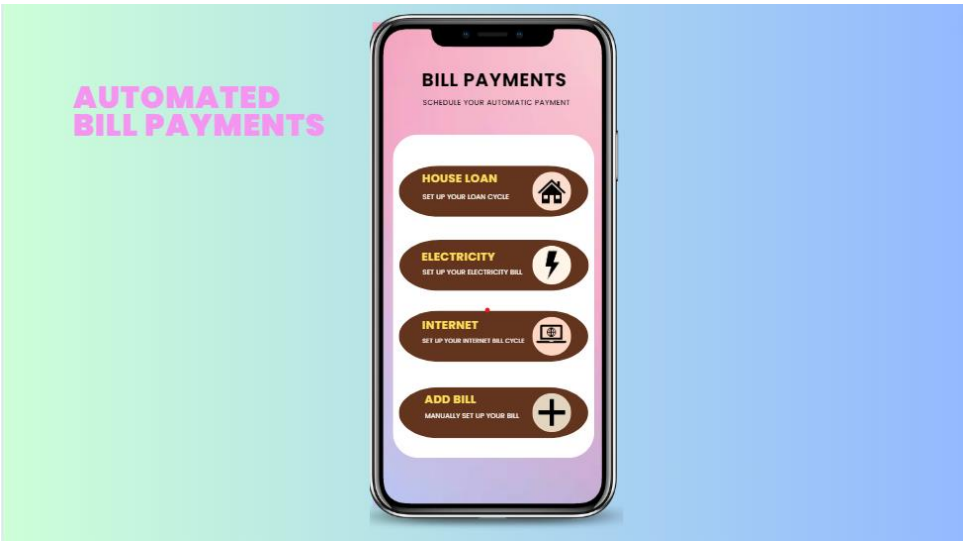 AUTOMATED
BILL PAYMENTS
BILL PAYMENTS
SCHEDULE YOUR AUTOMATIC PAYMENT
HOUSE LOAN
SET UP YOUR LOAN CYCLE
ELECTRICITY
SET UP YOUR ELECTRICITY BILL
INTERNET
SET UP YOUR INTERNET BILL CYCLE
ADD BILL
MANUALLY SET UP YOUR BILL